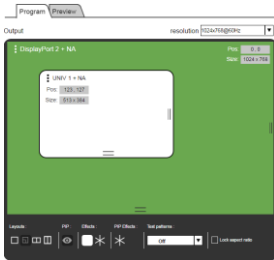 Program Preview
Output resolution 1024x768@60Hz
DisplayPort 2 + NA Pos: 0 , 0
Size: 1024 x 768
UNIV 1 + NA
Pos: 123 , 127
Size: 513 x 384
Layouts : PIP : Effects : PIP Effects : Test patterns :
Off Lock aspect ratio